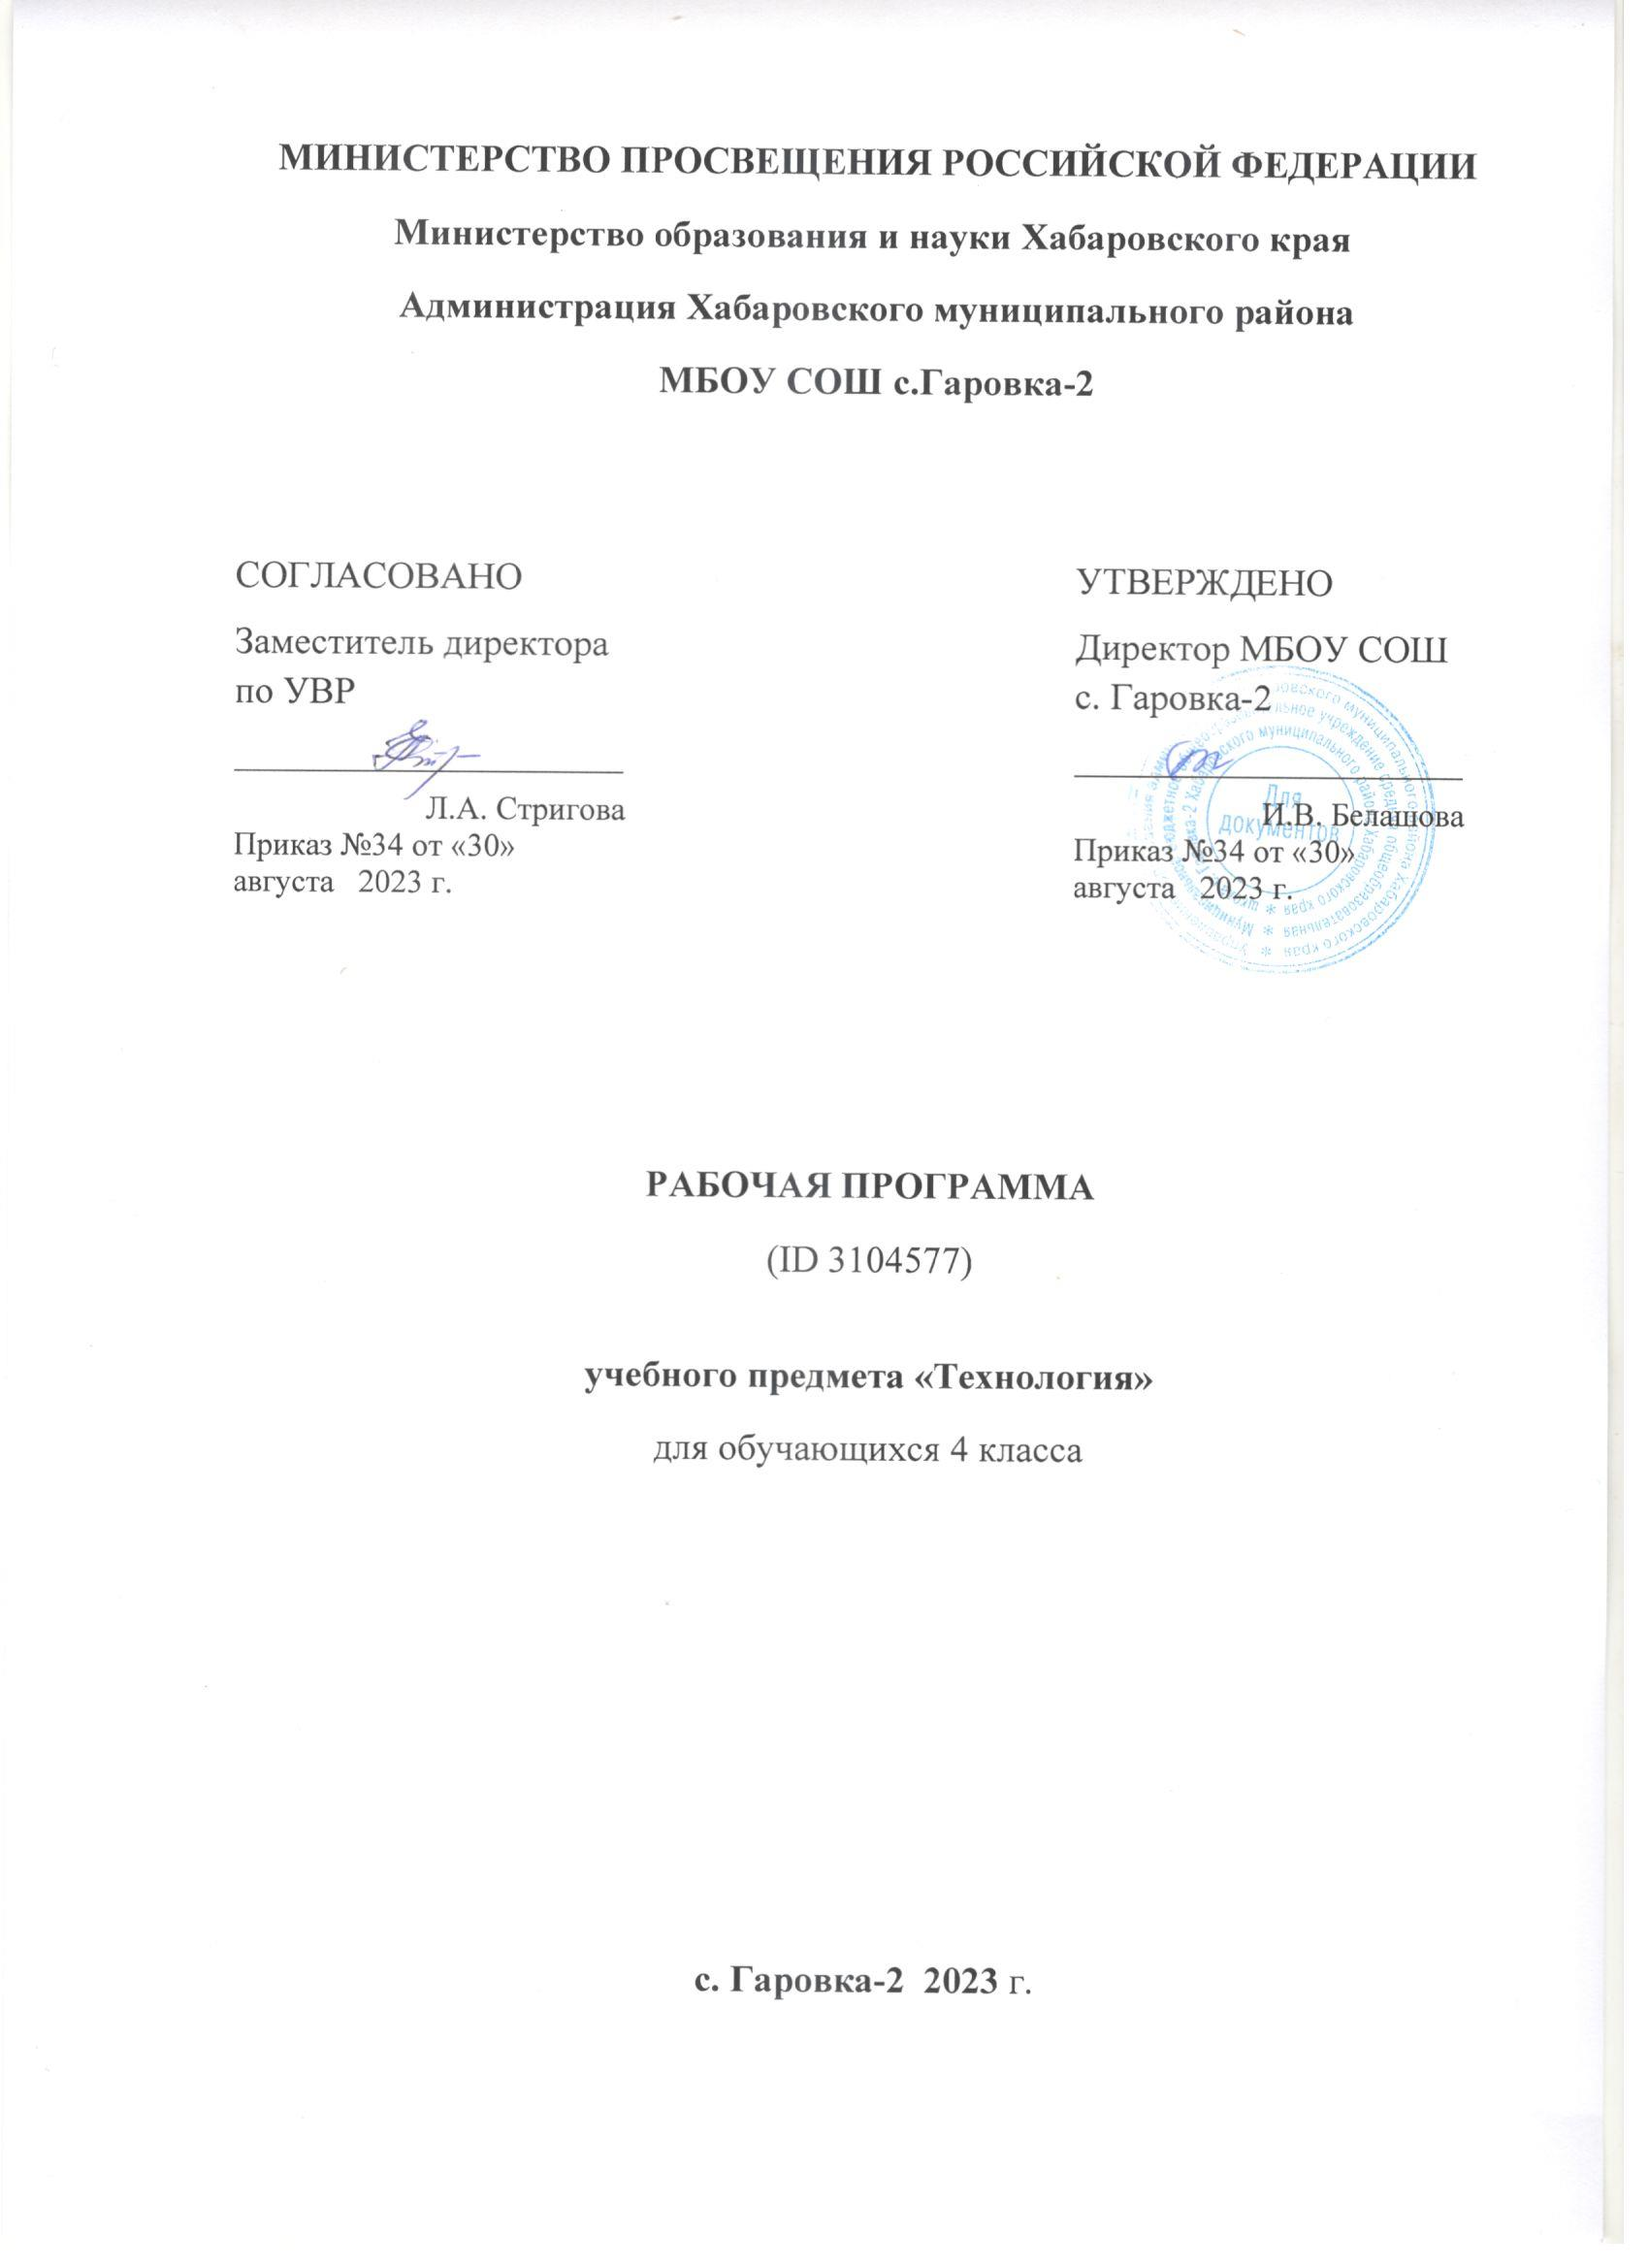 МИНИСТЕРСТВО ПРОСВЕЩЕНИЯ РОССИЙСКОЙ ФЕДЕРАЦИИ
Министерство образования и науки Хабаровского края
Администрация Хабаровского муниципального района
МБОУ СОШ с.Гаровка-2
СОГЛАСОВАНО
Заместитель директора
по УВР
Л.А. Стригова
Приказ №34 от «30»
августа 2023 г.
УТВЕРЖДЕНО
Директор МБОУ СОШ
с. Гаровка-2
И.В. Белашова
Приказ №34 от «30»
августа 2023 г.
Для
документов
РАБОЧАЯ ПРОГРАММА
(ID 3104577)
учебного предмета «Технология»
для обучающихся 4 класса
с. Гаровка-2 2023 г.